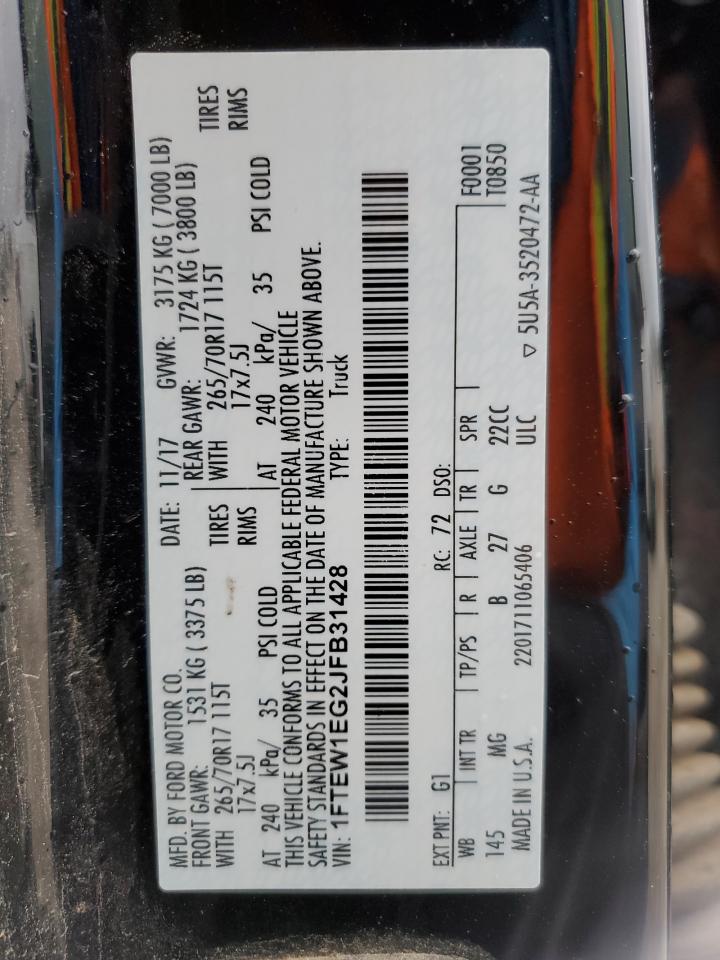 MFD. BY FORD MOTOR CO. DATE: 11/17 GVWR: 3175 KG ( 7000 LB)
FRONT GAWR: 1531 KG ( 3375 LB) REAR GAWR: 1724 KG ( 3800 LB)
WITH 265/70R17 115T TIRES WITH 265/70R17 115T TIRES
17x7.5J RIMS 17x7.5J RIMS
AT 240 kPa/ 35 PSI COLD AT 240 kPa/ 35 PSI COLD
THIS VEHICLE CONFORMS TO ALL APPLICABLE FEDERAL MOTOR VEHICLE
SAFETY STANDARDS IN EFFECT ON THE DATE OF MANUFACTURE SHOWN ABOVE.
VIN: 1FTEW1EG2JFB31428 TYPE: Truck
EXT PNT: G1 RC: 72 DSO: F0001
WB INT TR TP/PS R AXLE TR SPR T0850
145 MG B 27 G 22CC
MADE IN U.S.A. 2201711065406 ULC
▽ 5U5A-3520472-AA